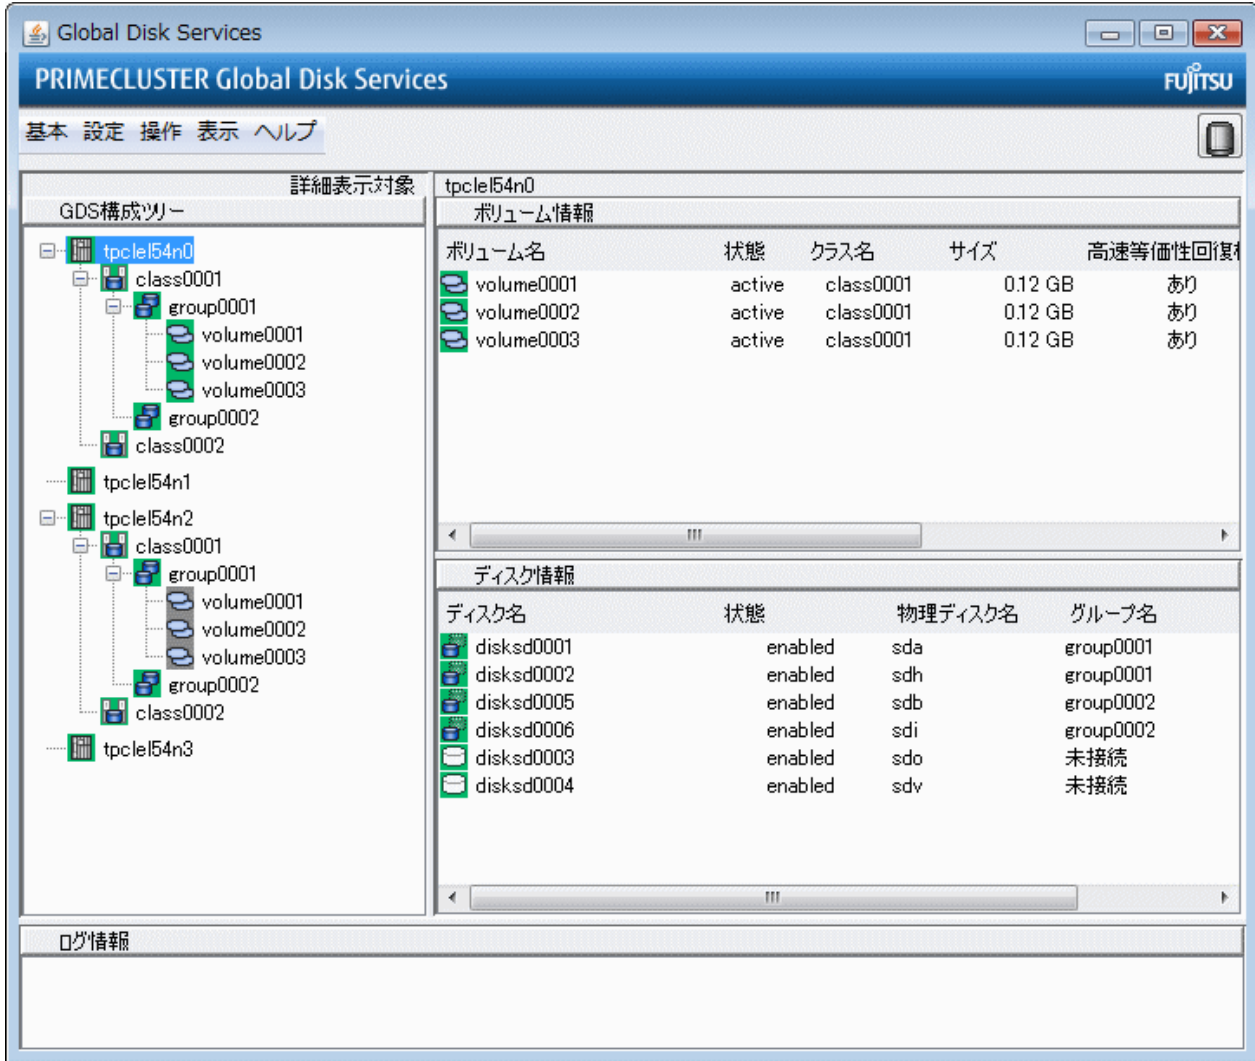 Global Disk Services
PRIMECLUSTER Global Disk Services
FUJITSU
基本 設定 操作 表示 ヘルプ
詳細表示対象
GDS構成ツリー
tpclel54n0
class0001
group0001
volume0001
volume0002
volume0003
group0002
class0002
tpclel54n1
tpclel54n2
class0001
group0001
volume0001
volume0002
volume0003
group0002
class0002
tpclel54n3
tpclel54n0
ボリューム情報
ボリューム名 状態 クラス名 サイズ 高速等価性回復
volume0001 active class0001 0.12 GB あり
volume0002 active class0001 0.12 GB あり
volume0003 active class0001 0.12 GB あり
ディスク情報
ディスク名 状態 物理ディスク名 グループ名
disksd0001 enabled sda group0001
disksd0002 enabled sdh group0001
disksd0005 enabled sdb group0002
disksd0006 enabled sdi group0002
disksd0003 enabled sdo 未接続
disksd0004 enabled sdv 未接続
ログ情報